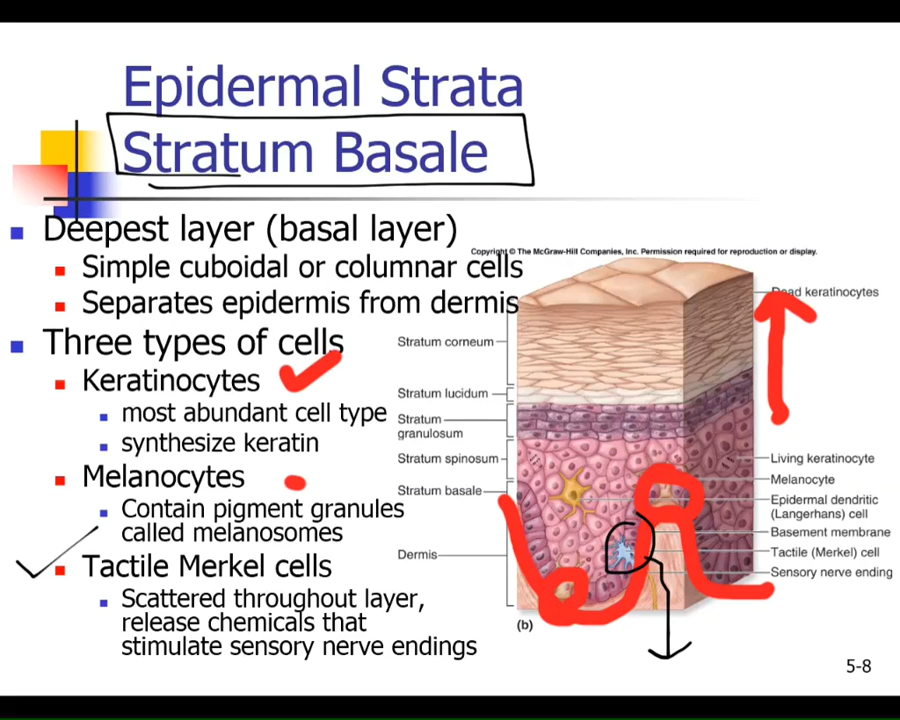 Epidermal Strata
Stratum Basale
Deepest layer (basal layer)
Simple cuboidal or columnar cells
Separates epidermis from dermis
Three types of cells
Keratinocytes
most abundant cell type
synthesize keratin
Melanocytes
Contain pigment granules
called melanosomes
Tactile Merkel cells
Scattered throughout layer,
release chemicals that
stimulate sensory nerve endings
Copyright © The McGraw-Hill Companies, Inc. Permission required for reproduction or display.
Stratum corneum
Stratum lucidum
Stratum
granulosum
Stratum spinosum
Stratum basale
Dermis
(b)
Dead keratinocytes
Living keratinocyte
Melanocyte
Epidermal dendritic
(Langerhans) cell
Basement membrane
Tactile (Merkel) cell
Sensory nerve ending
5-8